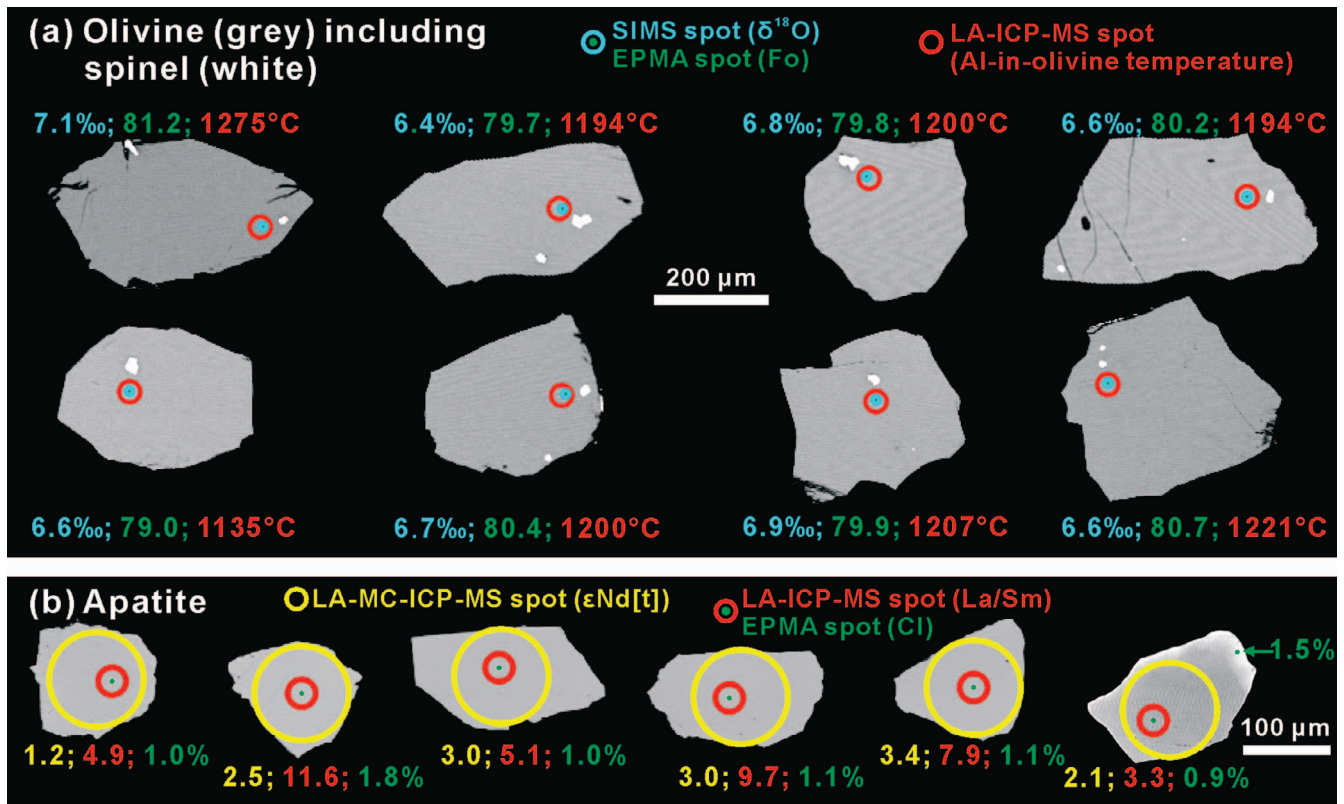 (a) Olivine (grey) including
spinel (white)
SIMS spot (δ¹⁸O)
EPMA spot (Fo)
LA-ICP-MS spot
(Al-in-olivine temperature)
7.1‰; 81.2; 1275°C
6.4‰; 79.7; 1194°C
6.8‰; 79.8; 1200°C
6.6‰; 80.2; 1194°C
200 μm
6.6‰; 79.0; 1135°C
6.7‰; 80.4; 1200°C
6.9‰; 79.9; 1207°C
6.6‰; 80.7; 1221°C
(b) Apatite
LA-MC-ICP-MS spot (εNd[t])
LA-ICP-MS spot (La/Sm)
EPMA spot (Cl)
1.5%
1.2; 4.9; 1.0%
2.5; 11.6; 1.8%
3.0; 5.1; 1.0%
3.0; 9.7; 1.1%
3.4; 7.9; 1.1%
2.1; 3.3; 0.9%
100 μm